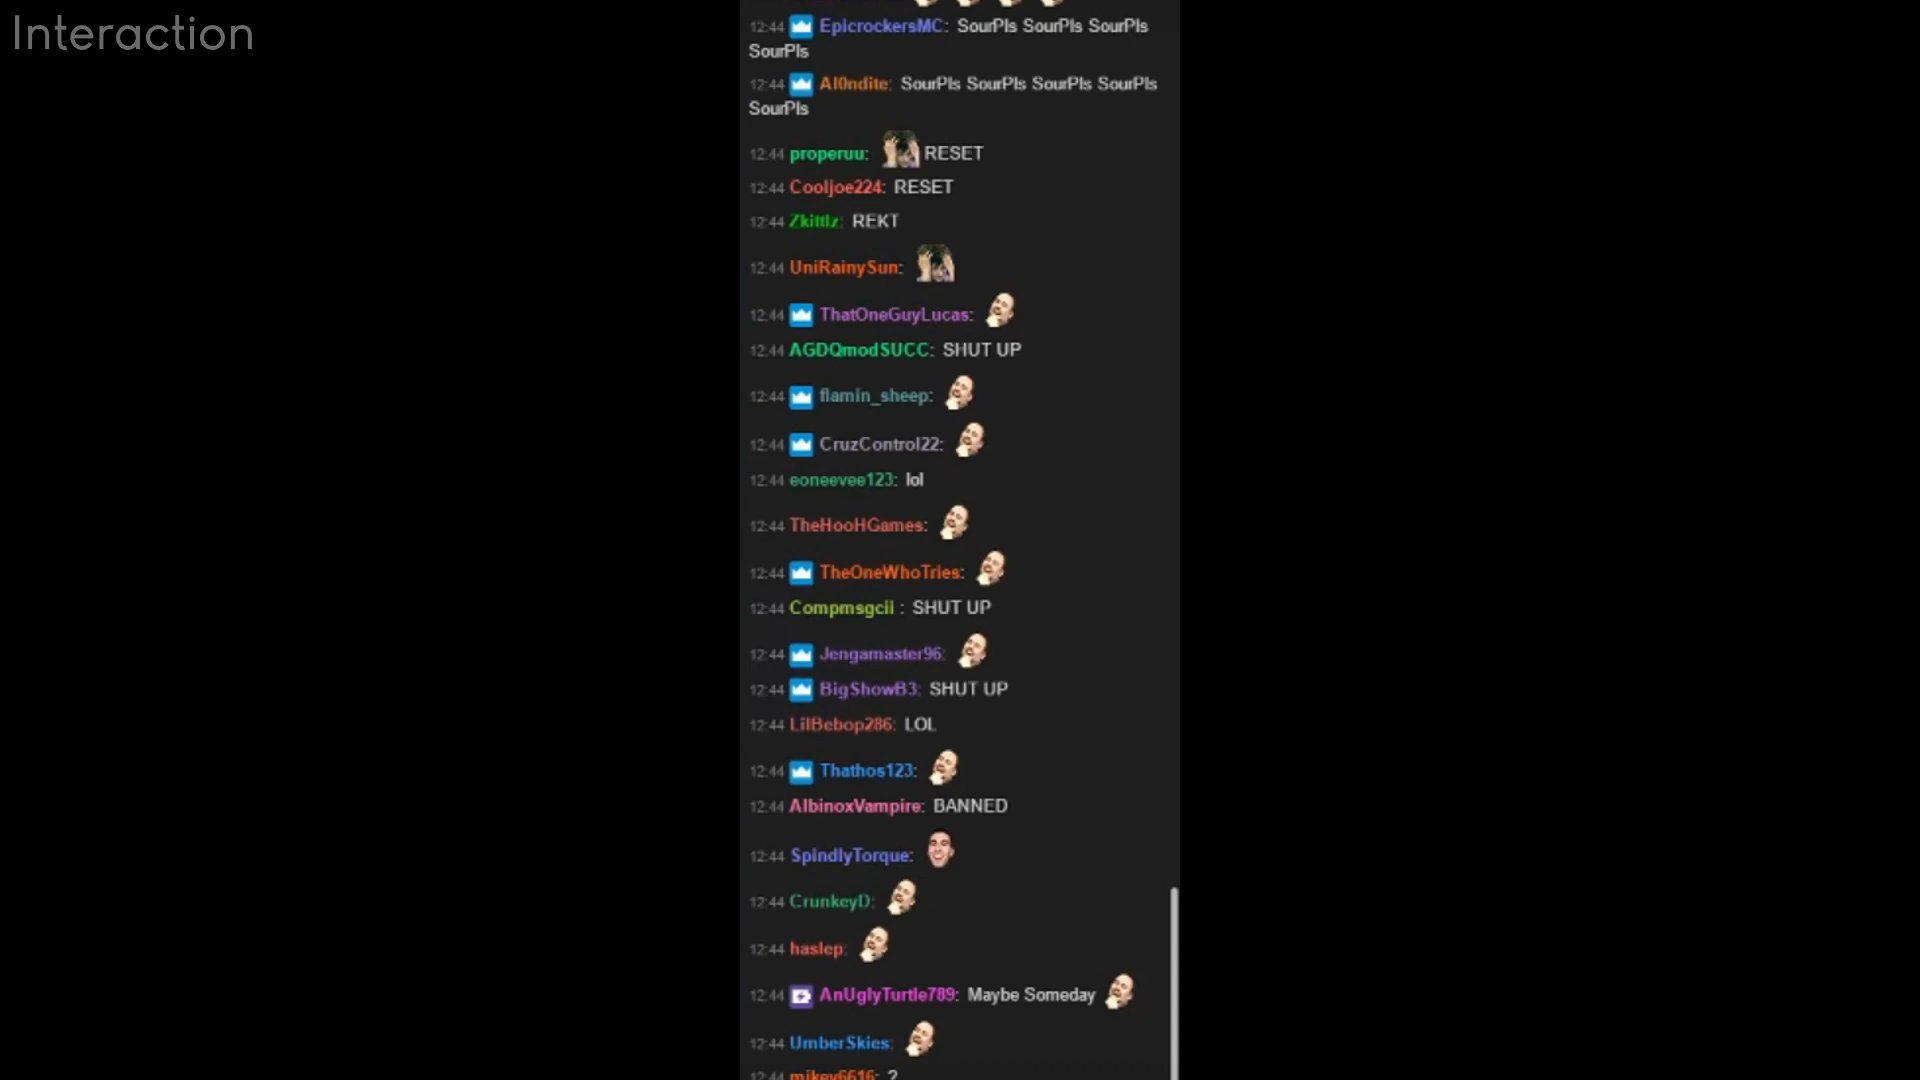 Interaction
12:44 EpicrockersMC: SourPls SourPls SourPls
SourPls
12:44 Al0ndite: SourPls SourPls SourPls SourPls
SourPls
12:44 properuu: RESET
12:44 Cooljoe224: RESET
12:44 Zkittlz: REKT
12:44 UniRainySun:
12:44 ThatOneGuyLucas:
12:44 AGDQmodSUCC: SHUT UP
12:44 flamin_sheep:
12:44 CruzControl22:
12:44 eoneevee123: lol
12:44 TheHooHGames:
12:44 TheOneWhoTries:
12:44 Compmsgcii : SHUT UP
12:44 Jengamaster96:
12:44 BigShowB3: SHUT UP
12:44 LilBebop286: LOL
12:44 Thathos123:
12:44 AlbinoxVampire: BANNED
12:44 SpindlyTorque:
12:44 CrunkeyD:
12:44 haslep:
12:44 AnUglyTurtle789: Maybe Someday
12:44 UmberSkies:
12:44 mikey6616: ?